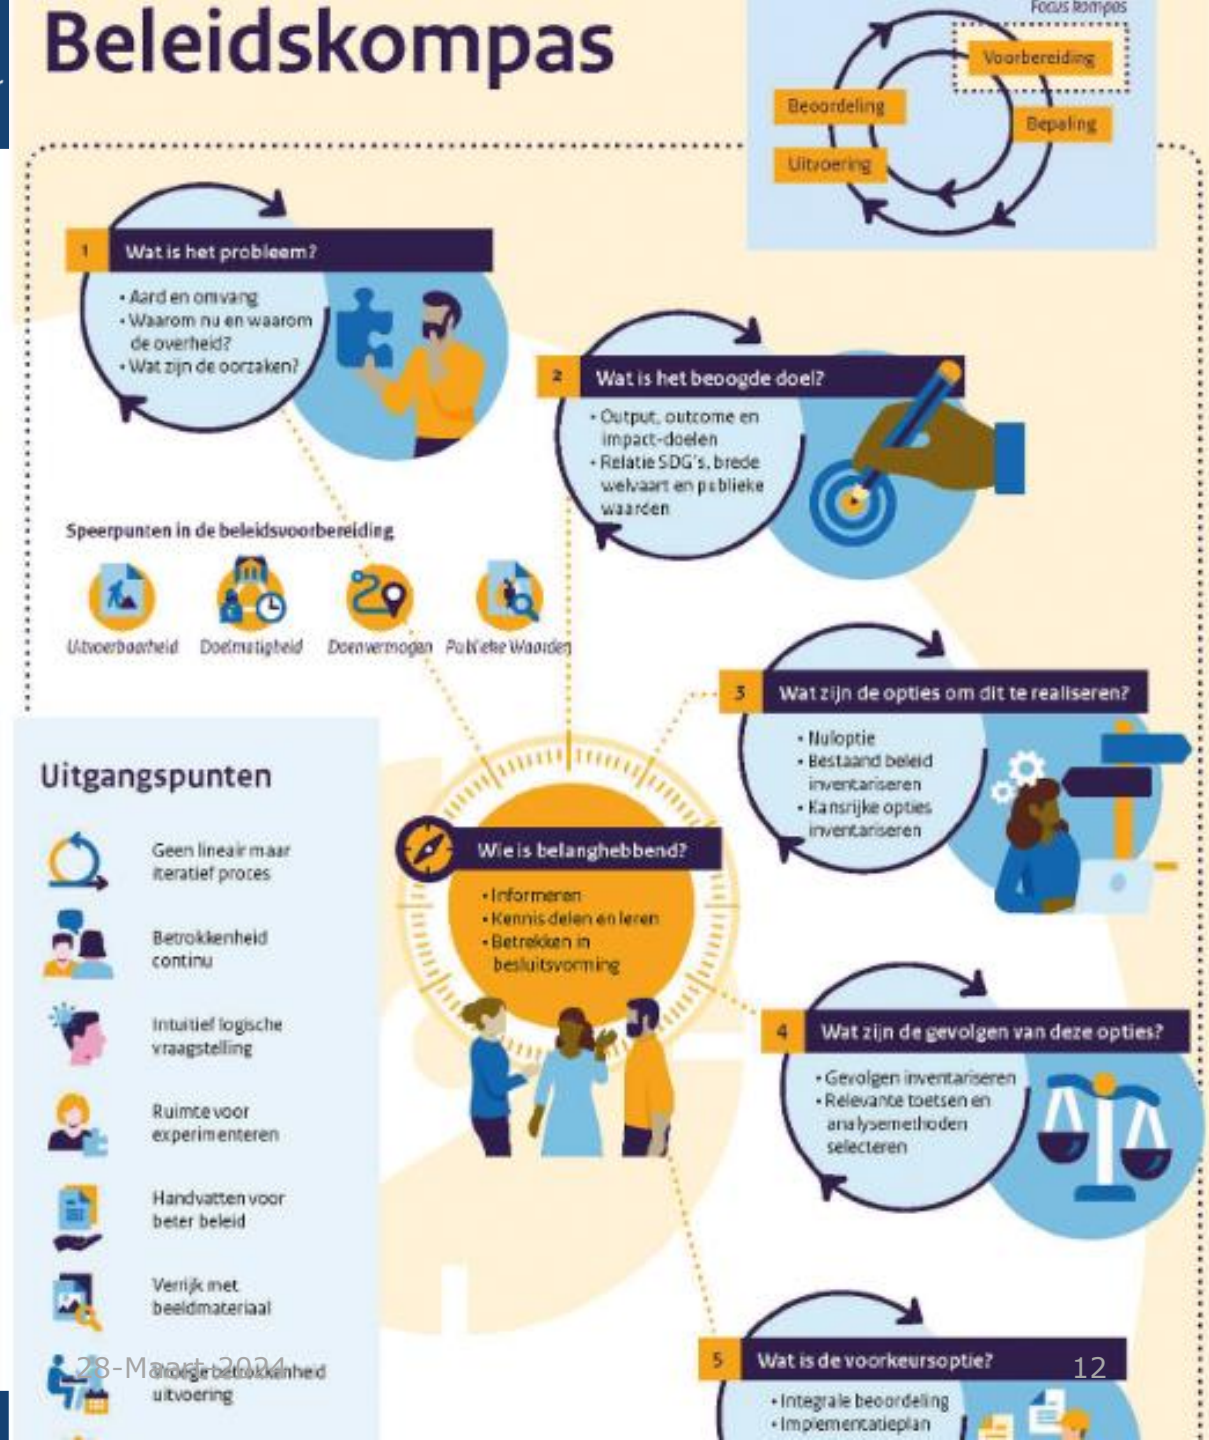 Beleidskompas
Focus kompas
Voorbereiding
Beoordeling
Bepaling
Uitvoering
1 Wat is het probleem?
• Aard en omvang
• Waarom nu en waarom
de overheid?
• Wat zijn de oorzaken?
2 Wat is het beoogde doel?
• Output, outcome en
impact-doelen
• Relatie SDG's, brede
welvaart en publieke
waarden
Speerpunten in de beleidsvoorbereiding
Uitvoerbaarheid Doelmatigheid Doenvermogen Publieke Waarden
3 Wat zijn de opties om dit te realiseren?
• Nuloptie
• Bestaand beleid
inventariseren
• Kansrijke opties
inventariseren
Uitgangspunten
Geen lineair maar
iteratief proces
Betrokkenheid
continu
Intuïtief logische
vraagstelling
Ruimte voor
experimenteren
Handvatten voor
beter beleid
Verrijk met
beeldmateriaal
Vroege betrokkenheid
uitvoering
Wie is belanghebbend?
• Informeren
• Kennis delen en leren
• Betrekken in
besluitsvorming
4 Wat zijn de gevolgen van deze opties?
• Gevolgen inventariseren
• Relevante toetsen en
analysemethoden
selecteren
5 Wat is de voorkeursoptie?
• Integrale beoordeling
• Implementatieplan
28-Maart-2024
12